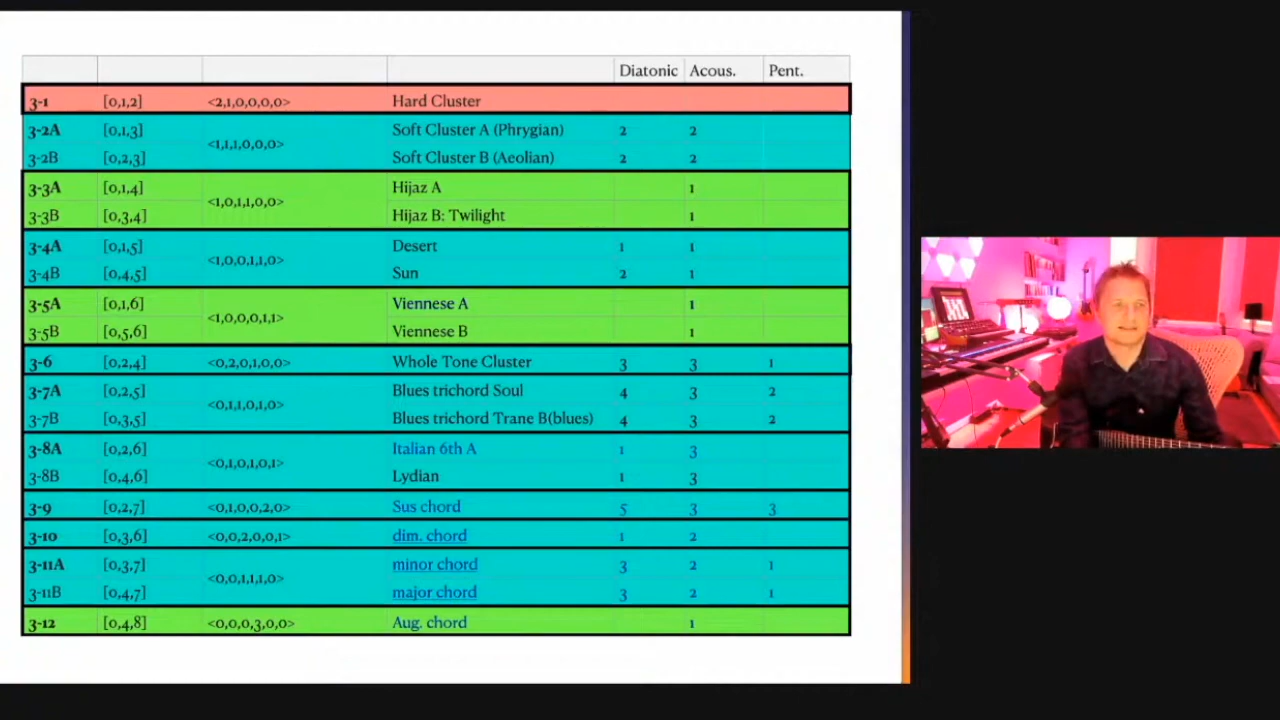 Diatonic Acous. Pent.
3-1 [0,1,2] <2,1,0,0,0,0> Hard Cluster
3-2A [0,1,3] Soft Cluster A (Phrygian) 2 2
<1,1,1,0,0,0>
3-2B [0,2,3] Soft Cluster B (Aeolian) 2 2
3-3A [0,1,4] Hijaz A 1
<1,0,1,1,0,0>
3-3B [0,3,4] Hijaz B: Twilight 1
3-4A [0,1,5] Desert 1 1
<1,0,0,1,1,0>
3-4B [0,4,5] Sun 2 1
3-5A [0,1,6] Viennese A 1
<1,0,0,0,1,1>
3-5B [0,5,6] Viennese B 1
3-6 [0,2,4] <0,2,0,1,0,0> Whole Tone Cluster 3 3 1
3-7A [0,2,5] Blues trichord Soul 4 3 2
<0,1,1,0,1,0>
3-7B [0,3,5] Blues trichord Trane B(blues) 4 3 2
3-8A [0,2,6] Italian 6th A 1 3
<0,1,0,1,0,1>
3-8B [0,4,6] Lydian 1 3
3-9 [0,2,7] <0,1,0,0,2,0> Sus chord 5 3 3
3-10 [0,3,6] <0,0,2,0,0,1> dim. chord 1 2
3-11A [0,3,7] minor chord 3 2 1
<0,0,1,1,1,0>
3-11B [0,4,7] major chord 3 2 1
3-12 [0,4,8] <0,0,0,3,0,0> Aug. chord 1